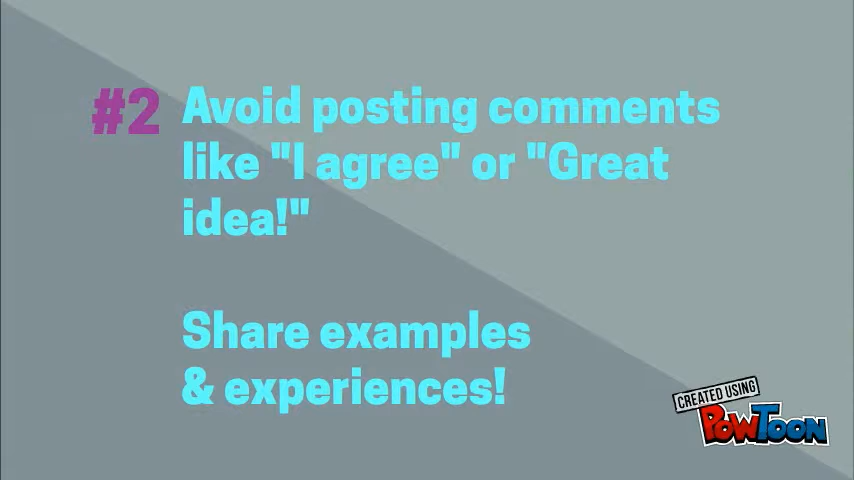 #2 Avoid posting comments
like "I agree" or "Great
idea!"
Share examples
& experiences!
CREATED USING
POWTOON